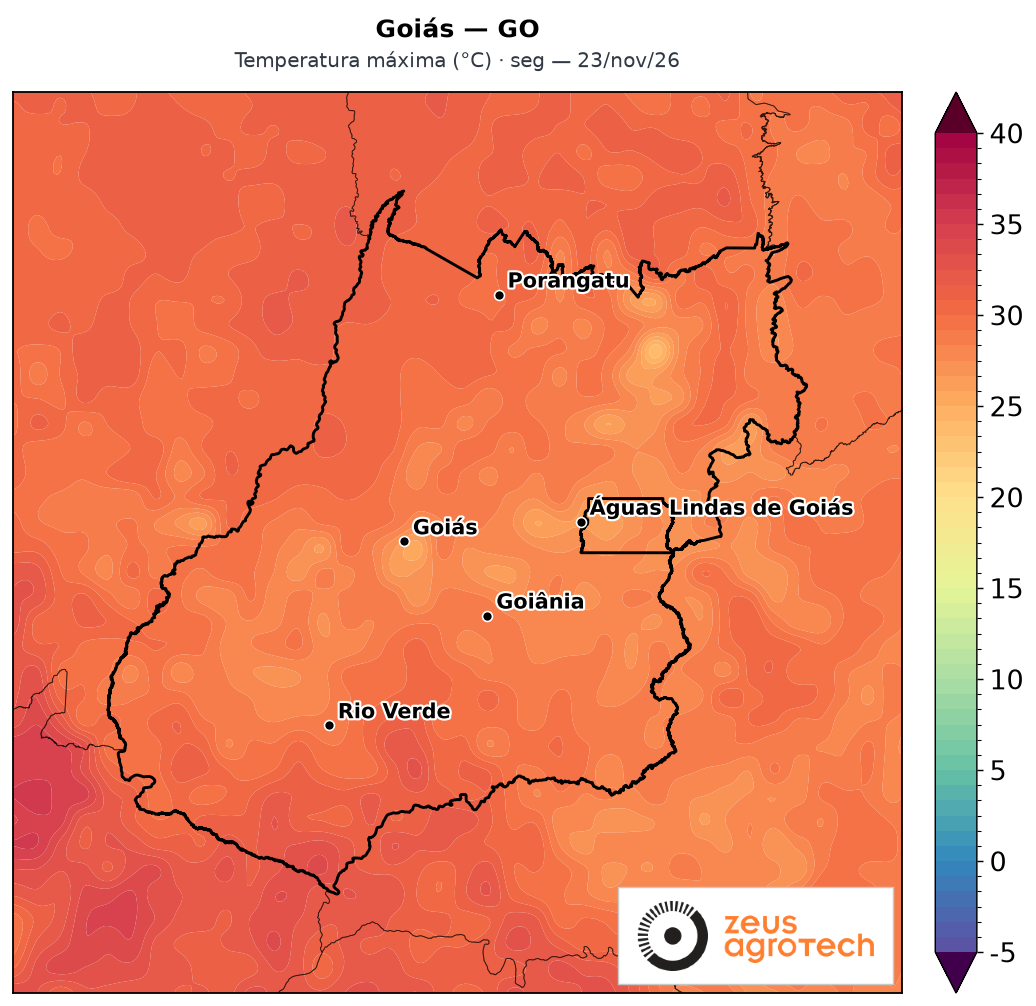 Goiás — GO
Temperatura máxima (°C) · seg — 23/nov/26
40
35
30
25
20
15
10
5
0
-5
Porangatu
Águas Lindas de Goiás
Goiás
Goiânia
Rio Verde
zeus
agrotech